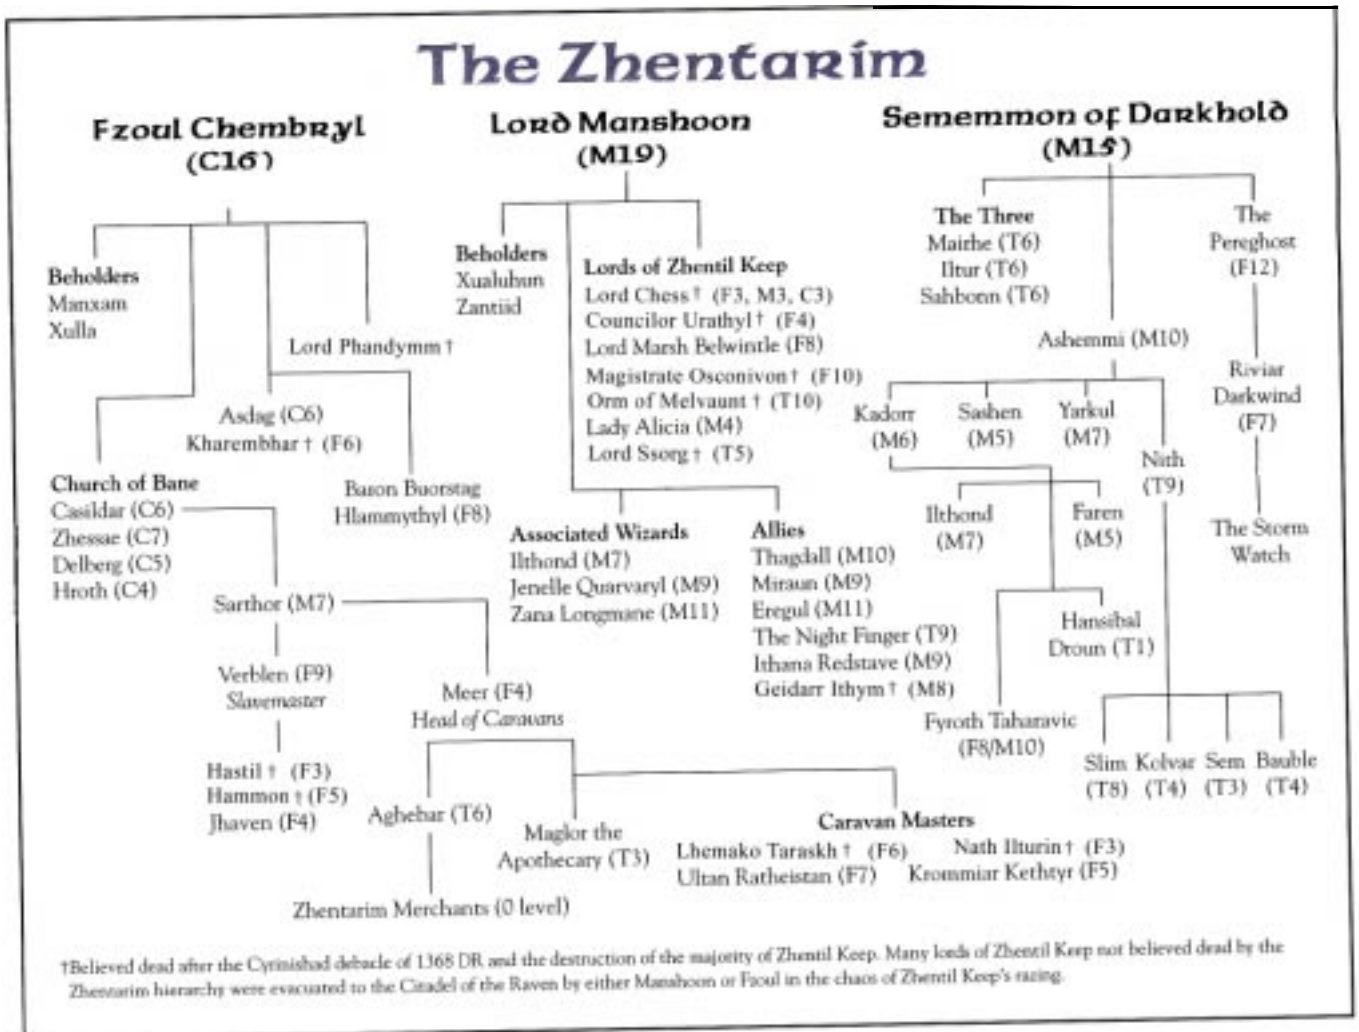 The Zhentarim
Fzoul Chembryl
(C16)
Beholders
Manxam
Xulla
Lord Phandymm †
Asdag (C6)
Kharembhar † (F6)
Baron Buorstag
Hlammythyl (F8)
Church of Bane
Casildar (C6)
Zhessae (C7)
Delberg (C5)
Hroth (C4)
Sarthor (M7)
Verblen (F9)
Slavemaster
Hastil † (F3)
Hammon † (F5)
Jhaven (F4)
Meer (F4)
Head of Caravans
Aghebar (T6)
Zhentarim Merchants (0 level)
Maglor the
Apothecary (T3)
Caravan Masters
Lhemako Taraskh † (F6)
Nath Ilturin † (F3)
Ultan Ratheistan (F7)
Krommiar Kethtyr (F5)
Lord Manshoon
(M19)
Beholders
Xualuhun
Zantiid
Lords of Zhentil Keep
Lord Chess † (F3, M3, C3)
Councilor Urathyl † (F4)
Lord Marsh Belwintle (F8)
Magistrate Osconivon † (F10)
Orm of Melvaunt † (T10)
Lady Alicia (M4)
Lord Ssorg † (T5)
Associated Wizards
Ilthond (M7)
Jenelle Quarvaryl (M9)
Zana Longmane (M11)
Allies
Thagdall (M10)
Miraun (M9)
Eregul (M11)
The Night Finger (T9)
Ithana Redstave (M9)
Geidarr Ithym † (M8)
Sememmon of Darkhold
(M15)
The Three
Mairhe (T6)
Iltur (T6)
Sahbonn (T6)
Ashemmi (M10)
The
Pereghost
(F12)
Riviar
Darkwind
(F7)
The Storm
Watch
Kadorr
(M6)
Sashen
(M5)
Yarkul
(M7)
Nith
(T9)
Ilthond
(M7)
Faren
(M5)
Hansibal
Droun (T1)
Fyroth Taharavic
(F8/M10)
Slim
(T8)
Kolvar
(T4)
Sem
(T3)
Bauble
(T4)
†Believed dead after the Cyrinishad debacle of 1368 DR and the destruction of the majority of Zhentil Keep. Many lords of Zhentil Keep not believed dead by the
Zhentarim hierarchy were evacuated to the Citadel of the Raven by either Manshoon or Fzoul in the chaos of Zhentil Keep's razing.